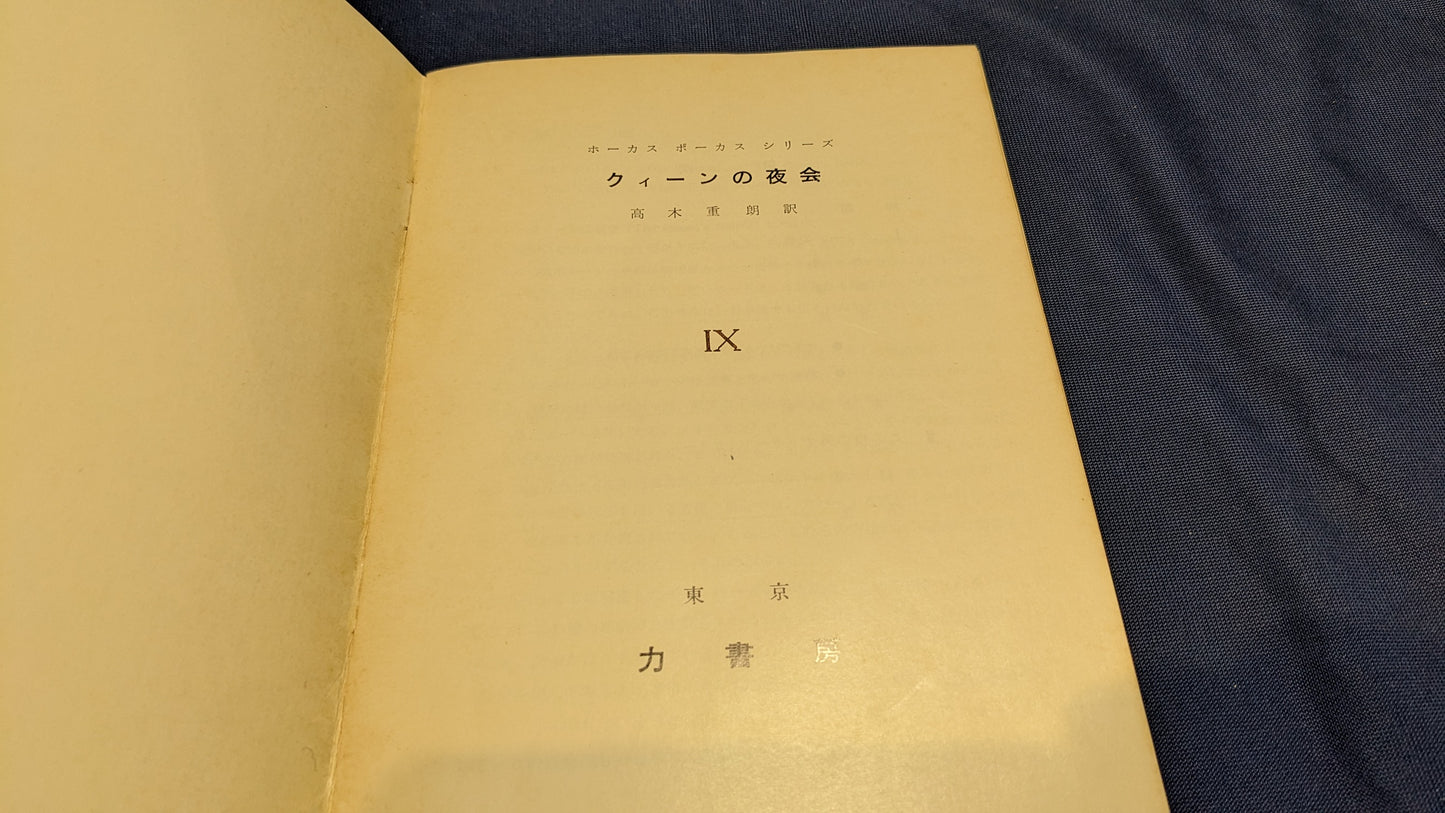 ホーカス ポーカス シリーズ
クィーンの夜会
高木重朗訳
IX
東京
力書房